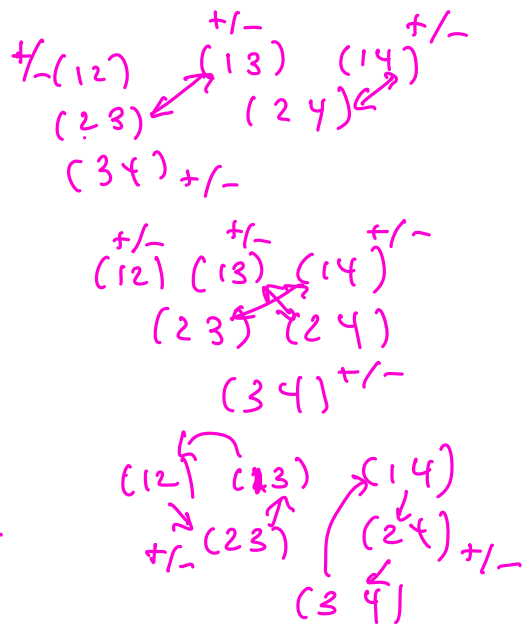 +/- +/-
+/- (12) (13) (14)
(23) (24)
(34) +/-
+/- +/- +/-
(12) (13) (14)
(23) (24)
(34) +/-
(12) (13) (14)
+/- (23) (24) +/-
(34)